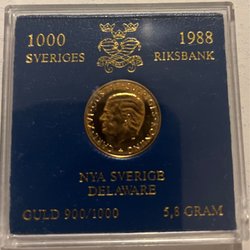 1000
1988
SVERIGES
RIKSBANK
NYA SVERIGE
DELAWARE
GULD 900/1000
5,8 GRAM